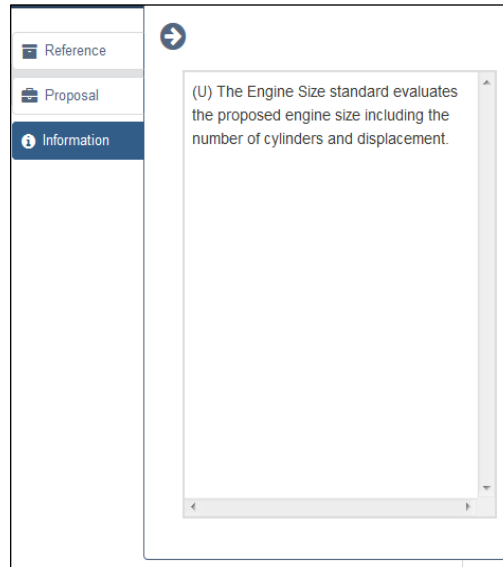 Reference
Proposal
Information
(U) The Engine Size standard evaluates
the proposed engine size including the
number of cylinders and displacement.